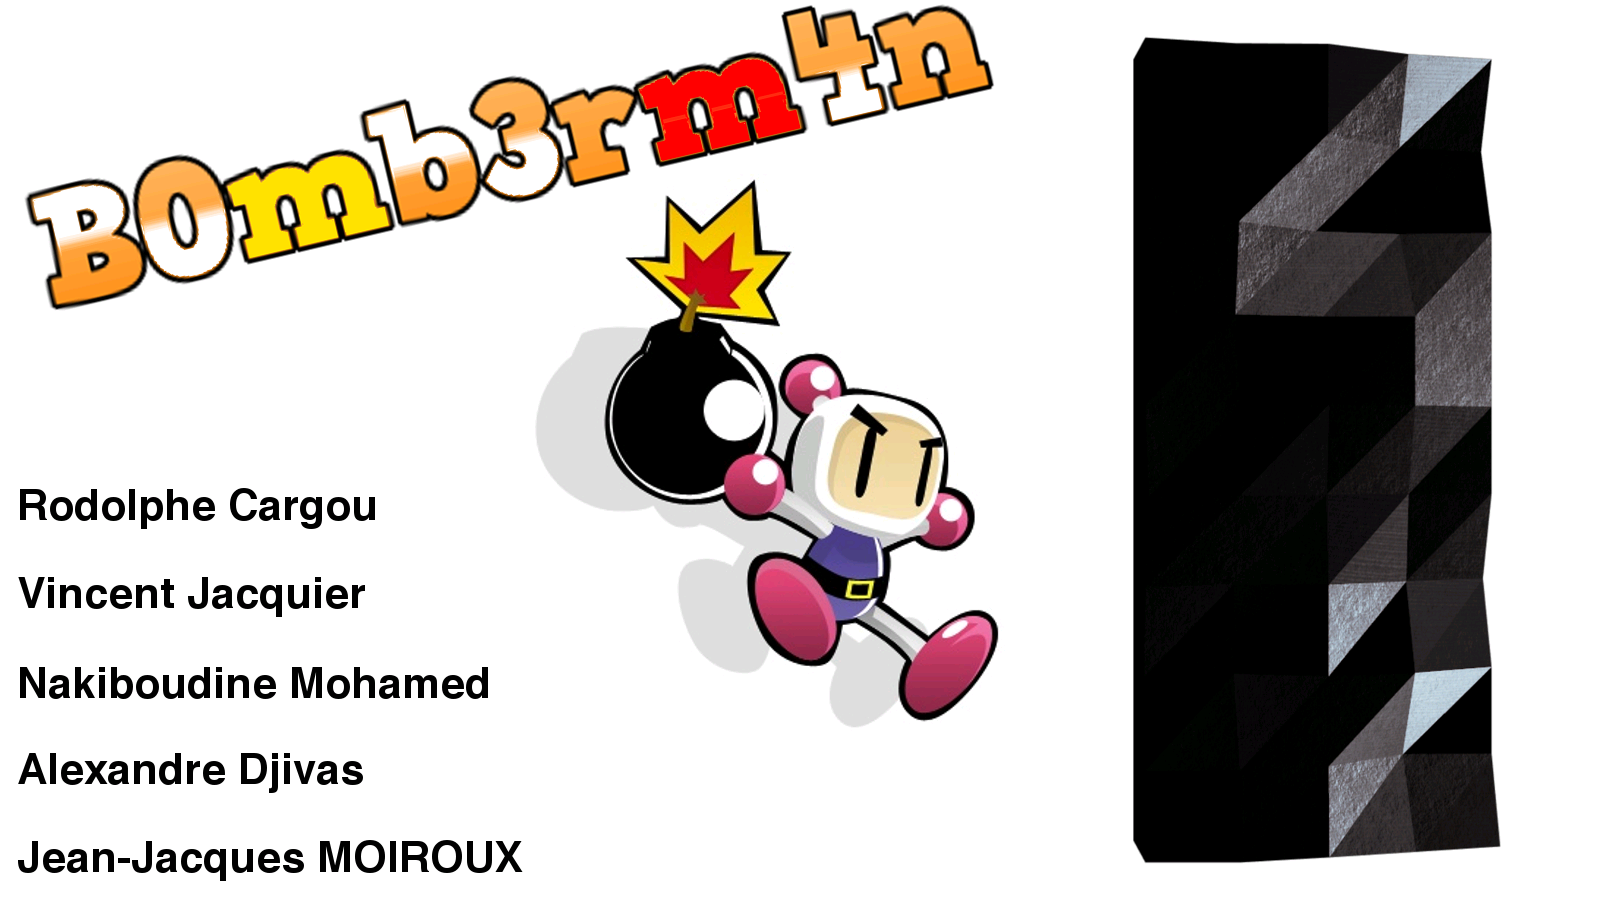 B0mb3rm4n
Rodolphe Cargou
Vincent Jacquier
Nakiboudine Mohamed
Alexandre Djivas
Jean-Jacques MOIROUX